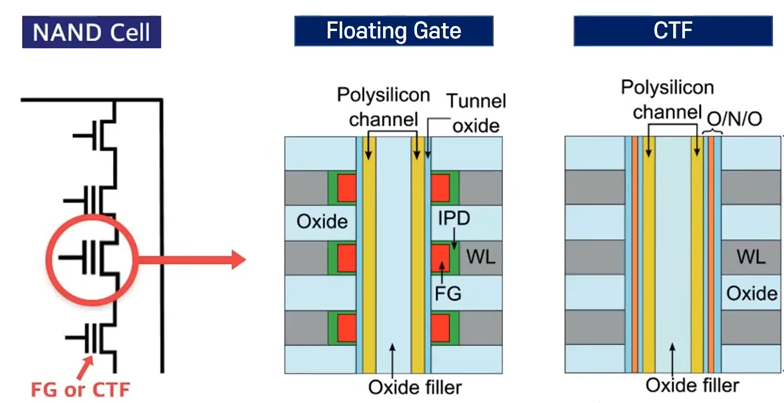 NAND Cell
FG or CTF
Floating Gate
Polysilicon
channel
Tunnel
oxide
Oxide
IPD
WL
FG
Oxide filler
CTF
Polysilicon
channel
O/N/O
WL
Oxide
Oxide filler